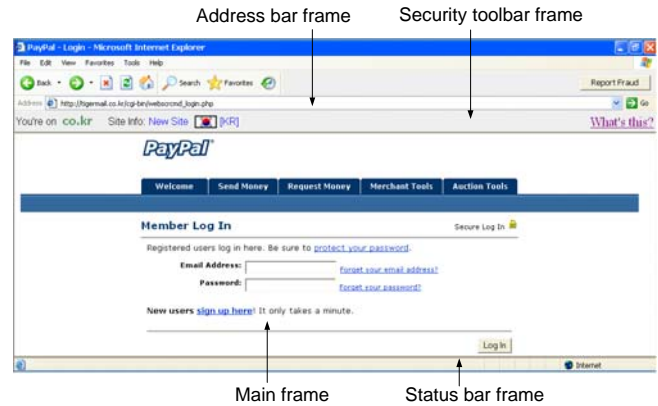 Address bar frame Security toolbar frame
PayPal - Login - Microsoft Internet Explorer
File Edit View Favorites Tools Help
Back Search Favorites Report Fraud
Address http://tigermail.co.kr/cgi-bin/webscrcmd_login.php Go
You're on co.kr Site Info: New Site [KR] What's this?
PayPal
Welcome Send Money Request Money Merchant Tools Auction Tools
Member Log In Secure Log In
Registered users log in here. Be sure to protect your password.
Email Address: Forget your email address?
Password: Forget your password?
New users sign up here! It only takes a minute.
Log In
Internet
Main frame Status bar frame